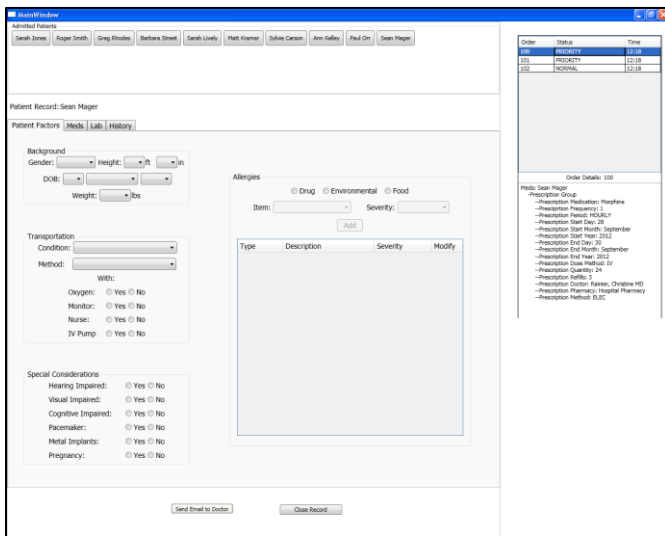 MainWindow
Admitted Patients
Sarah Jones Roger Smith Greg Rhodes Barbara Street Sarah Lively Matt Kramer Sylvie Carson Ann Kelley Paul Orr Sean Mager
Patient Record: Sean Mager
Patient Factors Meds Lab History
Background
Gender: Height: ft in
DOB:
Weight: lbs
Transportation
Condition:
Method:
With:
Oxygen: Yes No
Monitor: Yes No
Nurse: Yes No
IV Pump Yes No
Special Considerations
Hearing Impaired: Yes No
Visual Impaired: Yes No
Cognitive Impaired: Yes No
Pacemaker: Yes No
Metal Implants: Yes No
Pregnancy: Yes No
Allergies
Drug Environmental Food
Item: Severity:
Add
Type Description Severity Modify
Send Email to Doctor Close Record
Order Status Time
100 PRIORITY 12:18
101 PRIORITY 12:18
102 NORMAL 12:18
Order Details: 100
Meds: Sean Mager
-Prescription Group
--Prescription Medication: Morphine
--Prescription Frequency: 1
--Prescription Period: HOURLY
--Prescription Start Day: 28
--Prescription Start Month: September
--Prescription Start Year: 2012
--Prescription End Day: 30
--Prescription End Month: September
--Prescription End Year: 2012
--Prescription Dose Method: IV
--Prescription Quantity: 24
--Prescription Refills: 3
--Prescription Doctor: Rainier, Christine MD
--Prescription Pharmacy: Hospital Pharmacy
--Prescription Method: ELEC